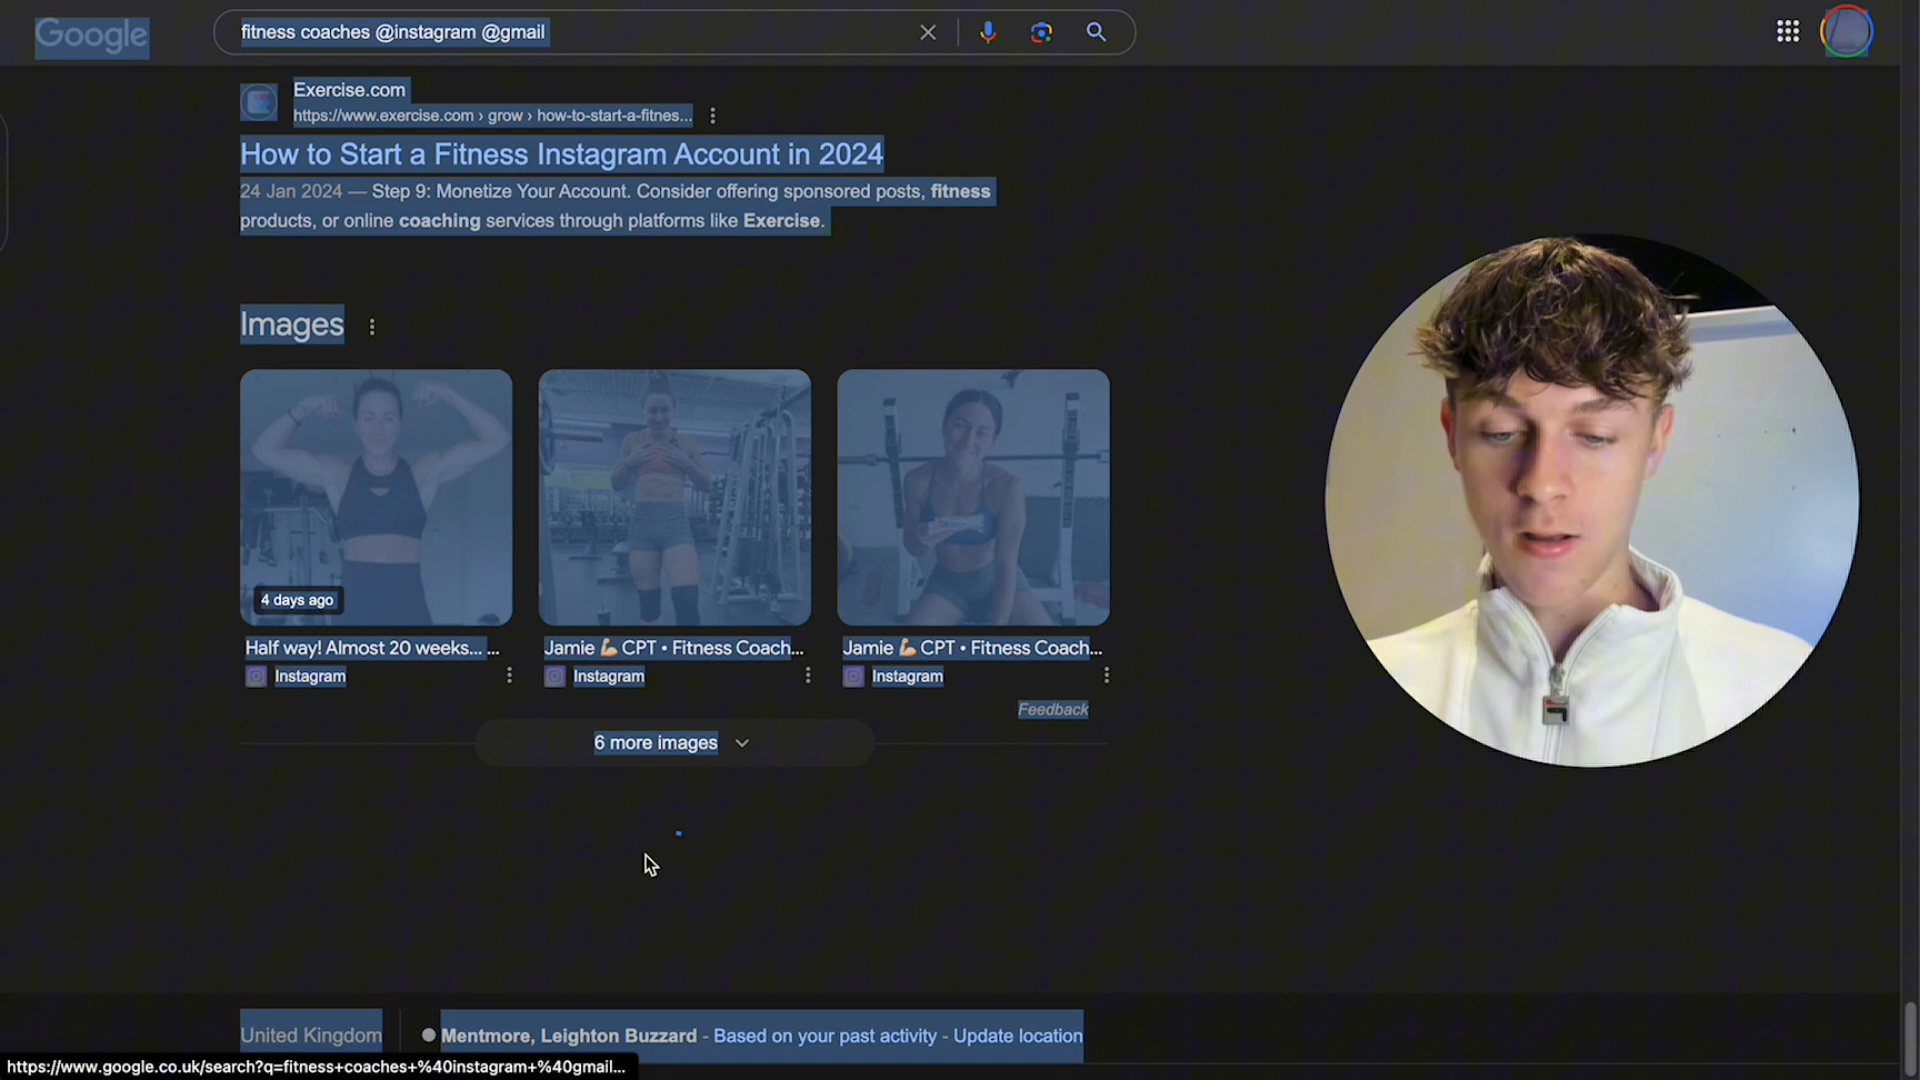 Google
fitness coaches @instagram @gmail
Exercise.com
https://www.exercise.com › grow › how-to-start-a-fitnes...
How to Start a Fitness Instagram Account in 2024
24 Jan 2024 — Step 9: Monetize Your Account. Consider offering sponsored posts, fitness
products, or online coaching services through platforms like Exercise.
Images
4 days ago
Half way! Almost 20 weeks... ...
Instagram
Jamie 💪 CPT • Fitness Coach...
Instagram
Jamie 💪 CPT • Fitness Coach...
Instagram
Feedback
6 more images
United Kingdom
Mentmore, Leighton Buzzard - Based on your past activity - Update location
https://www.google.co.uk/search?q=fitness+coaches+%40instagram+%40gmail...